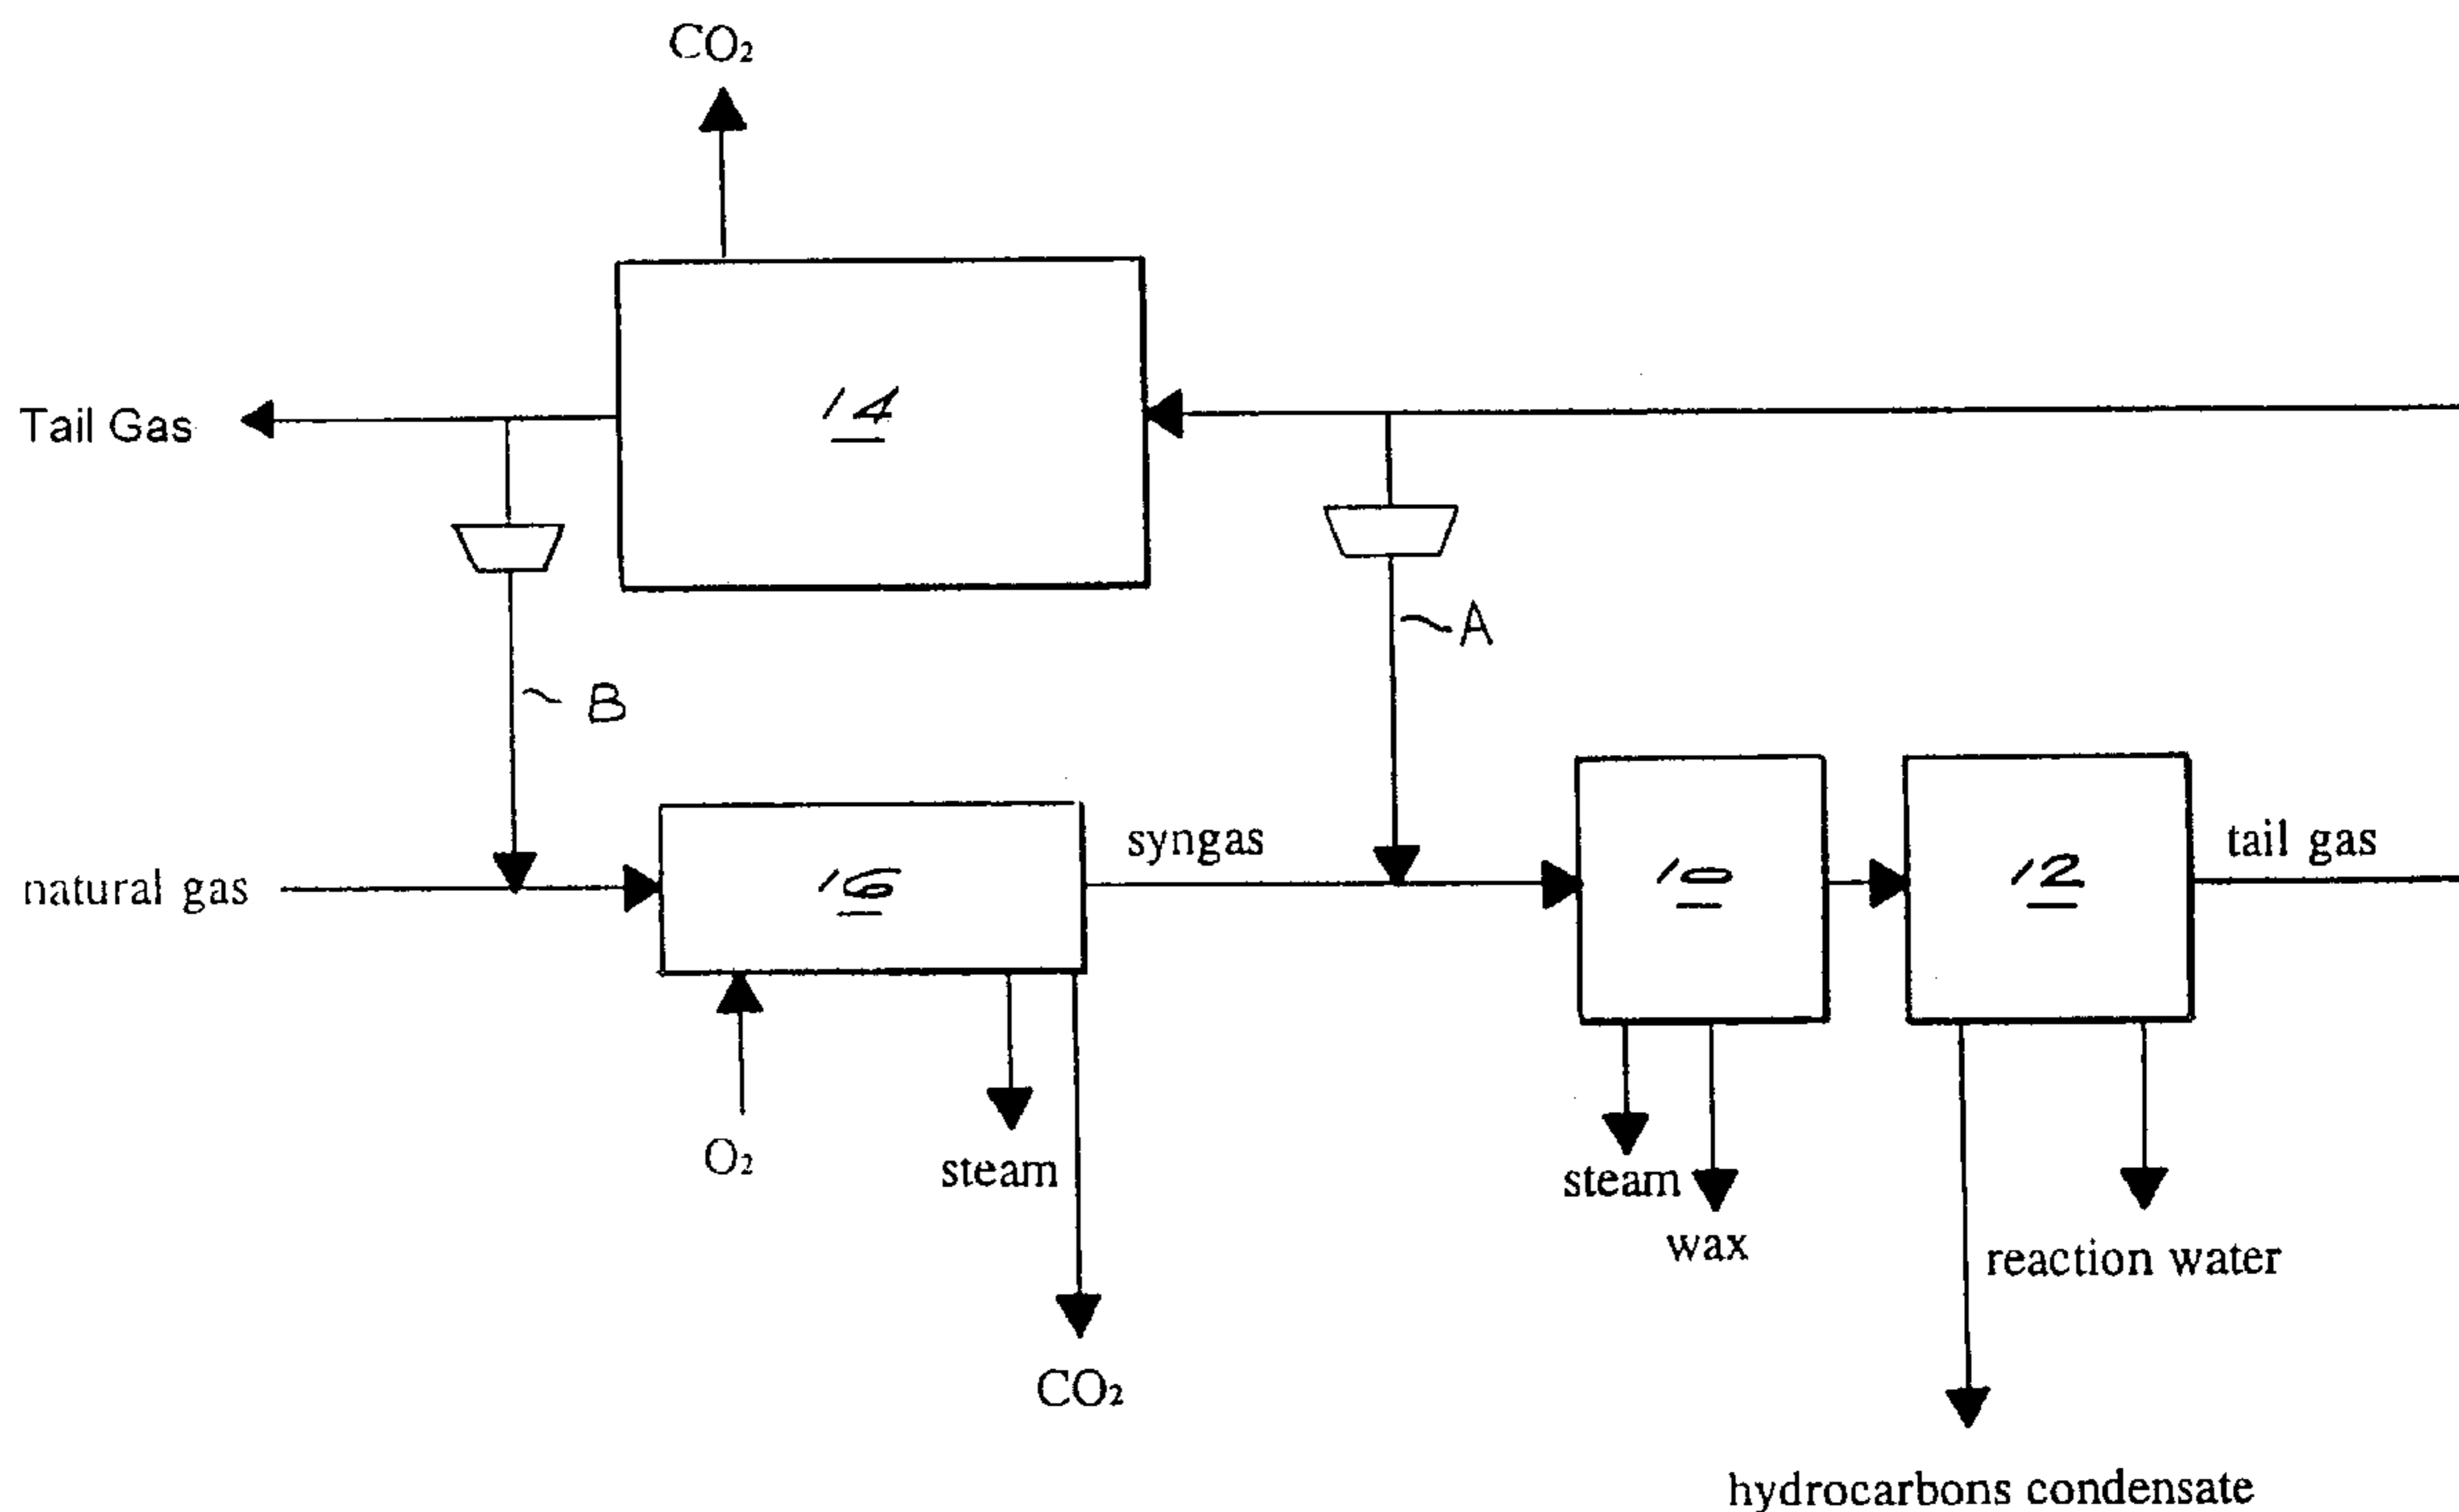 CO₂
14
Tail Gas
A
B
syngas
tail gas
natural gas
16
10
12
O₂
steam
steam
wax
reaction water
CO₂
hydrocarbons condensate